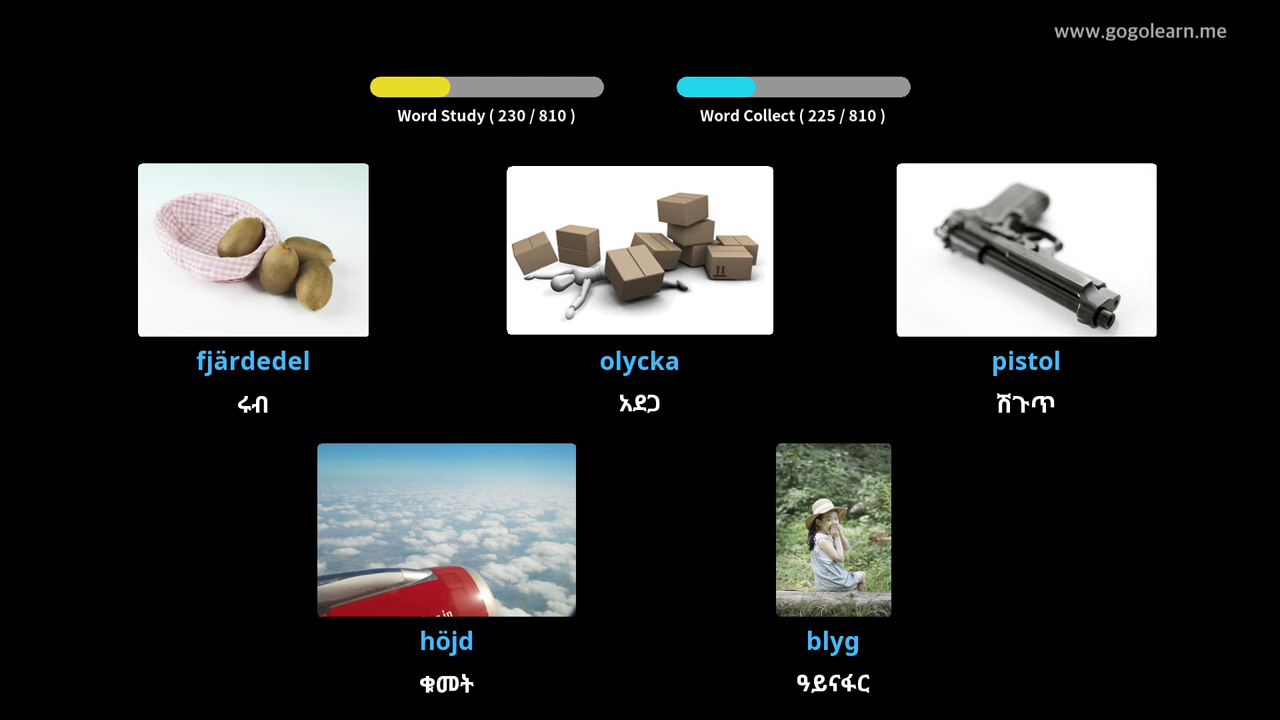 www.gogolearn.me
Word Study ( 230 / 810 )
Word Collect ( 225 / 810 )
fjärdedel
ሩብ
olycka
አደጋ
pistol
ሽጉጥ
höjd
ቁመት
blyg
ዓይናፋር